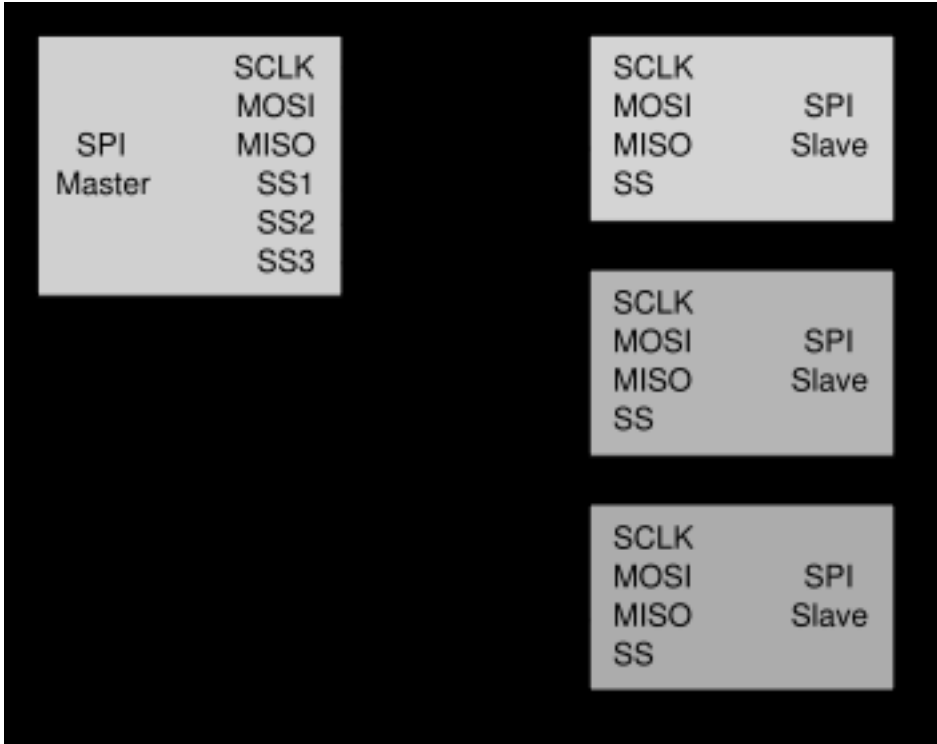 SCLK
MOSI
SPI MISO
Master SS1
SS2
SS3
SCLK
MOSI SPI
MISO Slave
SS
SCLK
MOSI SPI
MISO Slave
SS
SCLK
MOSI SPI
MISO Slave
SS